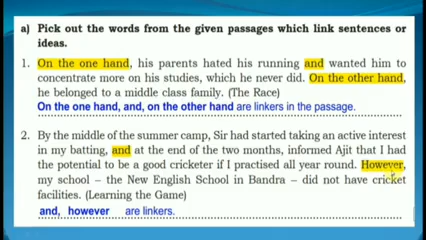 a) Pick out the words from the given passages which link sentences or
ideas.
1. On the one hand, his parents hated his running and wanted him to
concentrate more on his studies, which he never did. On the other hand,
he belonged to a middle class family. (The Race)
On the one hand, and, on the other hand are linkers in the passage.
2. By the middle of the summer camp, Sir had started taking an active interest
in my batting, and at the end of the two months, informed Ajit that I had
the potential to be a good cricketer if I practised all year round. However,
my school – the New English School in Bandra – did not have cricket
facilities. (Learning the Game)
and, however are linkers.